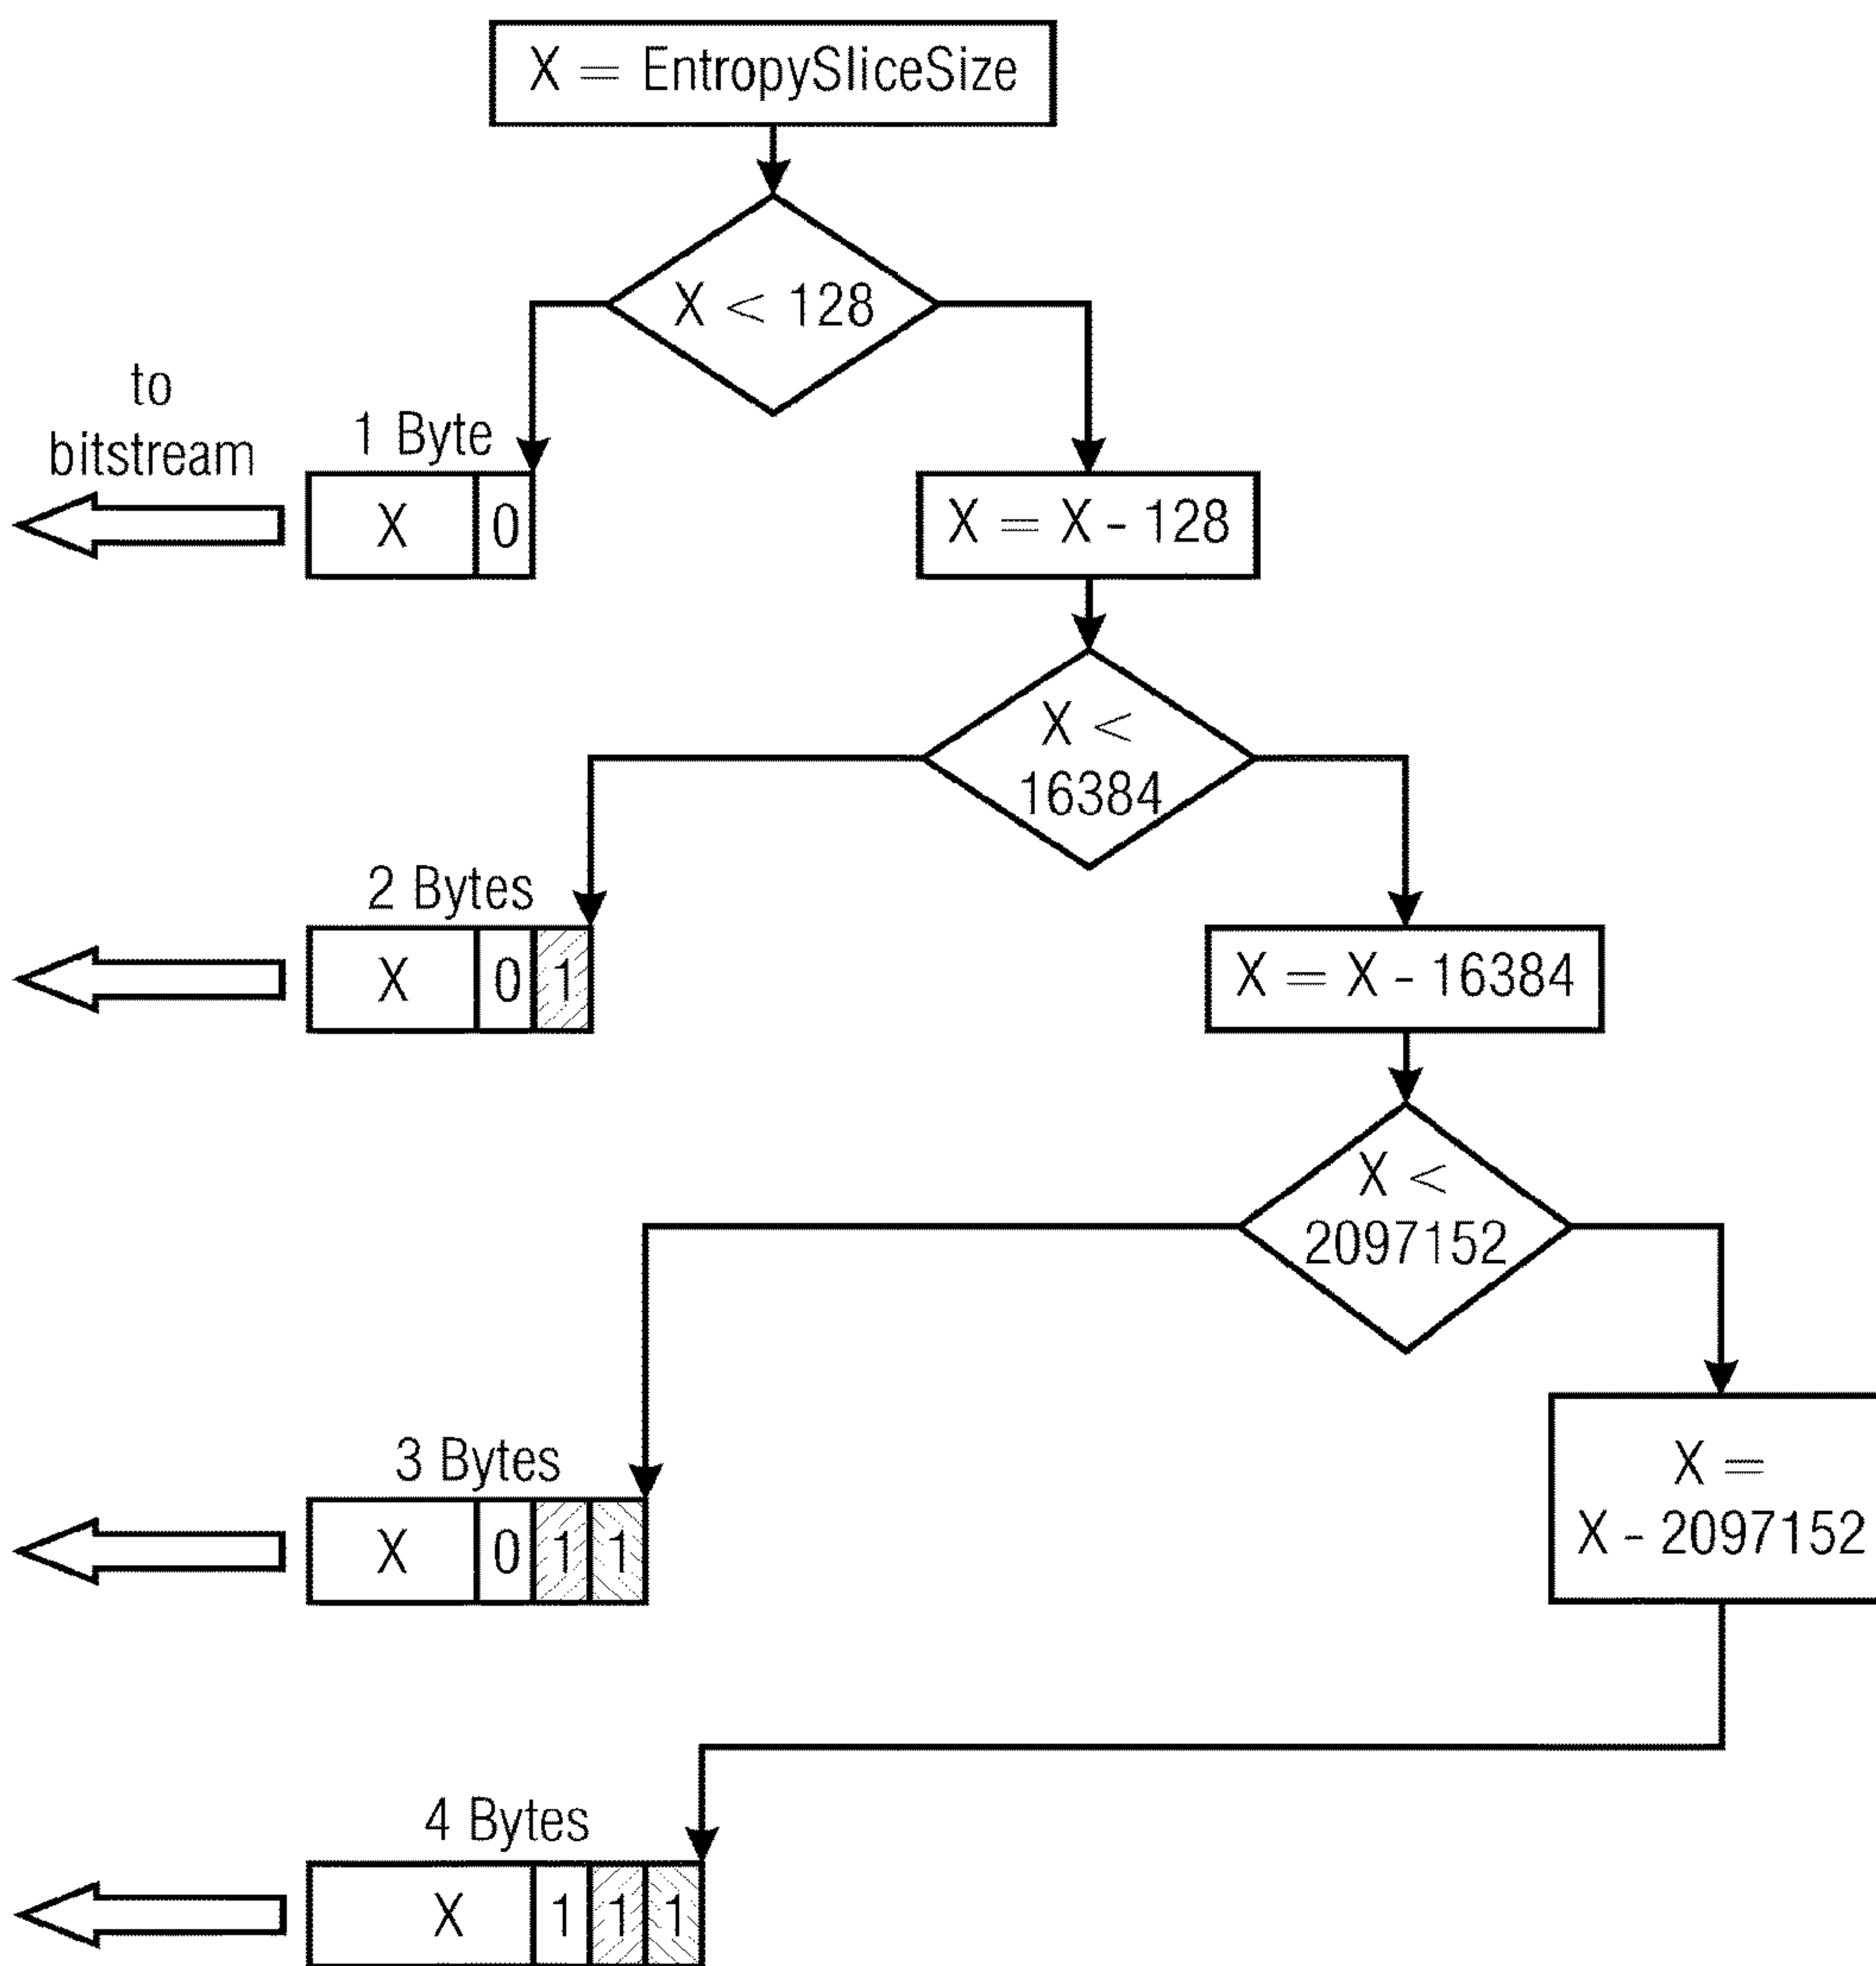 X = EntropySliceSize
X < 128
to
bitstream
1 Byte
X 0
X = X - 128
X <
16384
2 Bytes
X 0 1
X = X - 16384
X <
2097152
3 Bytes
X 0 1 1
X =
X - 2097152
4 Bytes
X 1 1 1